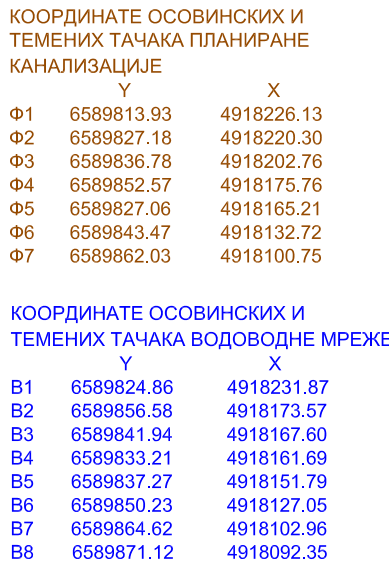 КООРДИНАТЕ ОСОВИНСКИХ И
ТЕМЕНИХ ТАЧАКА ПЛАНИРАНЕ
КАНАЛИЗАЦИЈЕ
Y X
Ф1 6589813.93 4918226.13
Ф2 6589827.18 4918220.30
Ф3 6589836.78 4918202.76
Ф4 6589852.57 4918175.76
Ф5 6589827.06 4918165.21
Ф6 6589843.47 4918132.72
Ф7 6589862.03 4918100.75
КООРДИНАТЕ ОСОВИНСКИХ И
ТЕМЕНИХ ТАЧАКА ВОДОВОДНЕ МРЕЖЕ
Y X
В1 6589824.86 4918231.87
В2 6589856.58 4918173.57
В3 6589841.94 4918167.60
В4 6589833.21 4918161.69
В5 6589837.27 4918151.79
В6 6589850.23 4918127.05
В7 6589864.62 4918102.96
В8 6589871.12 4918092.35